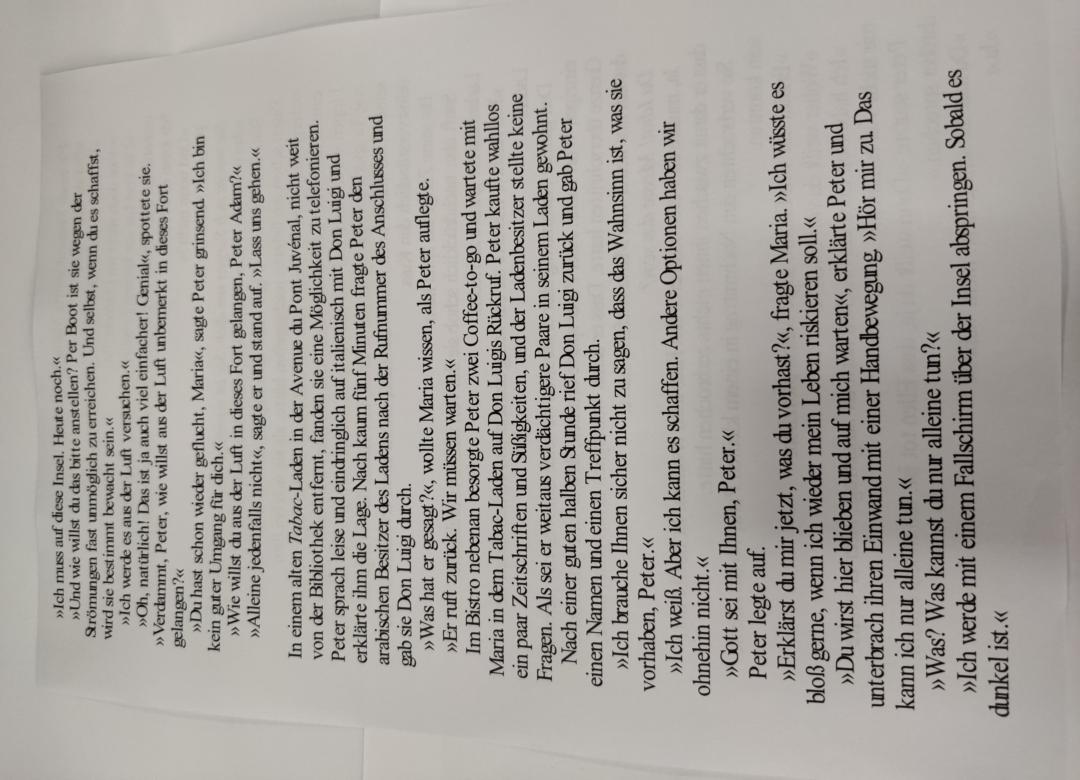 »Ich muss auf diese Insel. Heute noch.«
»Und wie willst du das bitte anstellen? Per Boot ist sie wegen der
Strömungen fast unmöglich zu erreichen. Und selbst, wenn du es schaffst,
wird sie bestimmt bewacht sein.«
»Ich werde es aus der Luft versuchen.«
»Oh, natürlich! Das ist ja auch viel einfacher! Genial«, spottete sie.
»Verdammt, Peter, wie willst aus der Luft unbemerkt in dieses Fort
gelangen?«
»Du hast schon wieder geflucht, Maria«, sagte Peter grinsend. »Ich bin
kein guter Umgang für dich.«
»Wie willst du aus der Luft in dieses Fort gelangen, Peter Adam?«
»Alleine jedenfalls nicht«, sagte er und stand auf. »Lass uns gehen.«
In einem alten Tabac-Laden in der Avenue du Pont Juvénal, nicht weit
von der Bibliothek entfernt, fanden sie eine Möglichkeit zu telefonieren.
Peter sprach leise und eindringlich auf italienisch mit Don Luigi und
erklärte ihm die Lage. Nach kaum fünf Minuten fragte Peter den
arabischen Besitzer des Ladens nach der Rufnummer des Anschlusses und
gab sie Don Luigi durch.
»Was hat er gesagt?«, wollte Maria wissen, als Peter auflegte.
»Er ruft zurück. Wir müssen warten.«
Im Bistro nebenan besorgte Peter zwei Coffee-to-go und wartete mit
Maria in dem Tabac-Laden auf Don Luigis Rückruf. Peter kaufte wahllos
ein paar Zeitschriften und Süßigkeiten, und der Ladenbesitzer stellte keine
Fragen. Als sei er weitaus verdächtigere Paare in seinem Laden gewohnt.
Nach einer guten halben Stunde rief Don Luigi zurück und gab Peter
einen Namen und einen Treffpunkt durch.
»Ich brauche Ihnen sicher nicht zu sagen, dass das Wahnsinn ist, was sie
vorhaben, Peter.«
»Ich weiß. Aber ich kann es schaffen. Andere Optionen haben wir
ohnehin nicht.«
»Gott sei mit Ihnen, Peter.«
Peter legte auf.
»Erklärst du mir jetzt, was du vorhast?«, fragte Maria. »Ich wüsste es
bloß gerne, wenn ich wieder mein Leben riskieren soll.«
»Du wirst hier blieben und auf mich warten«, erklärte Peter und
unterbrach ihren Einwand mit einer Handbewegung. »Hör mir zu. Das
kann ich nur alleine tun.«
»Was? Was kannst du nur alleine tun?«
»Ich werde mit einem Fallschirm über der Insel abspringen. Sobald es
dunkel ist.«